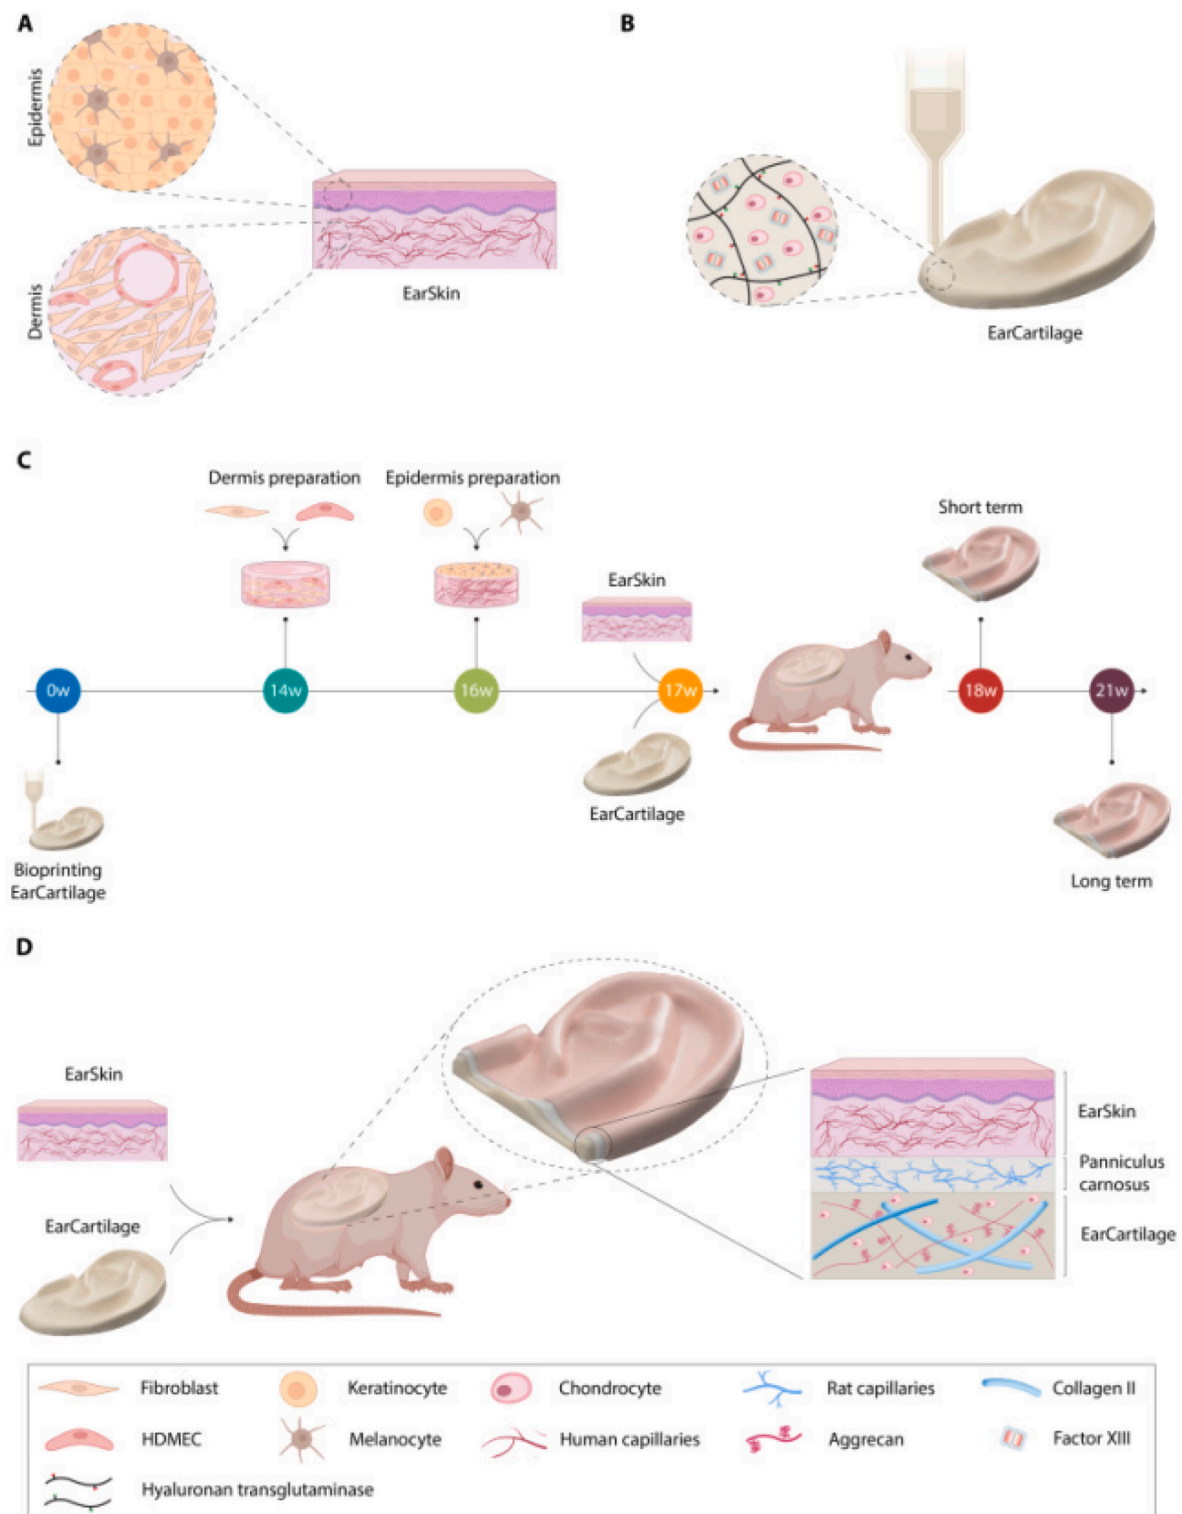 A
Epidermis
Dermis
EarSkin
B
EarCartilage
C
Dermis preparation
Epidermis preparation
EarSkin
Short term
0w
14w
16w
17w
18w
21w
EarCartilage
Bioprinting
EarCartilage
Long term
D
EarSkin
EarCartilage
EarSkin
Panniculus
carnosus
EarCartilage
Fibroblast
Keratinocyte
Chondrocyte
Rat capillaries
Collagen II
HDMEC
Melanocyte
Human capillaries
Aggrecan
Factor XIII
Hyaluronan transglutaminase